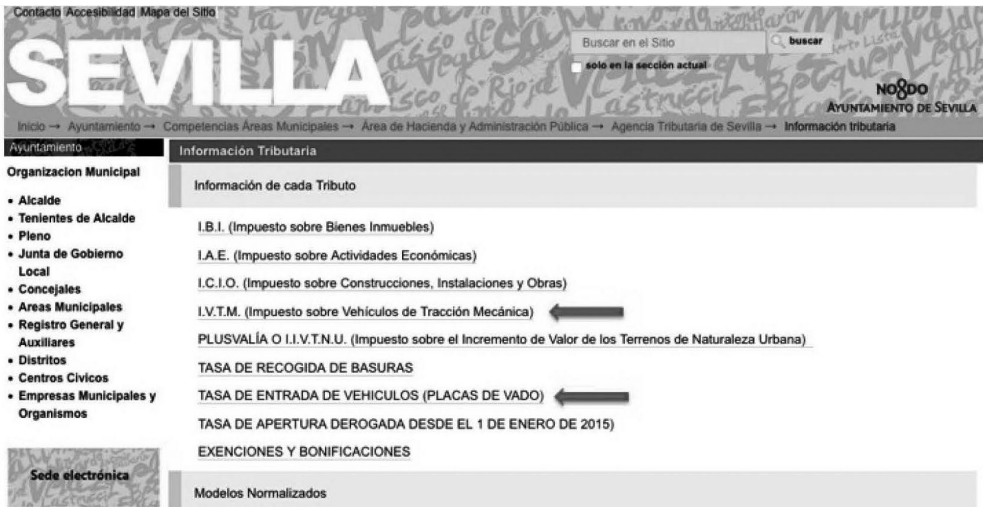 Contacto Accesibilidad Mapa del Sitio
SEVILLA
Buscar en el Sitio
buscar
solo en la sección actual
NO8DO
AYUNTAMIENTO DE SEVILLA
Inicio → Ayuntamiento → Competencias Áreas Municipales → Área de Hacienda y Administración Pública → Agencia Tributaria de Sevilla → Información tributaria
Ayuntamiento
Organizacion Municipal
• Alcalde
• Tenientes de Alcalde
• Pleno
• Junta de Gobierno
Local
• Concejales
• Areas Municipales
• Registro General y
Auxiliares
• Distritos
• Centros Civicos
• Empresas Municipales y
Organismos
Sede electrónica
Información Tributaria
Información de cada Tributo
I.B.I. (Impuesto sobre Bienes Inmuebles)
I.A.E. (Impuesto sobre Actividades Económicas)
I.C.I.O. (Impuesto sobre Construcciones, Instalaciones y Obras)
I.V.T.M. (Impuesto sobre Vehículos de Tracción Mecánica)
PLUSVALÍA O I.I.V.T.N.U. (Impuesto sobre el Incremento de Valor de los Terrenos de Naturaleza Urbana)
TASA DE RECOGIDA DE BASURAS
TASA DE ENTRADA DE VEHICULOS (PLACAS DE VADO)
TASA DE APERTURA DEROGADA DESDE EL 1 DE ENERO DE 2015)
EXENCIONES Y BONIFICACIONES
Modelos Normalizados